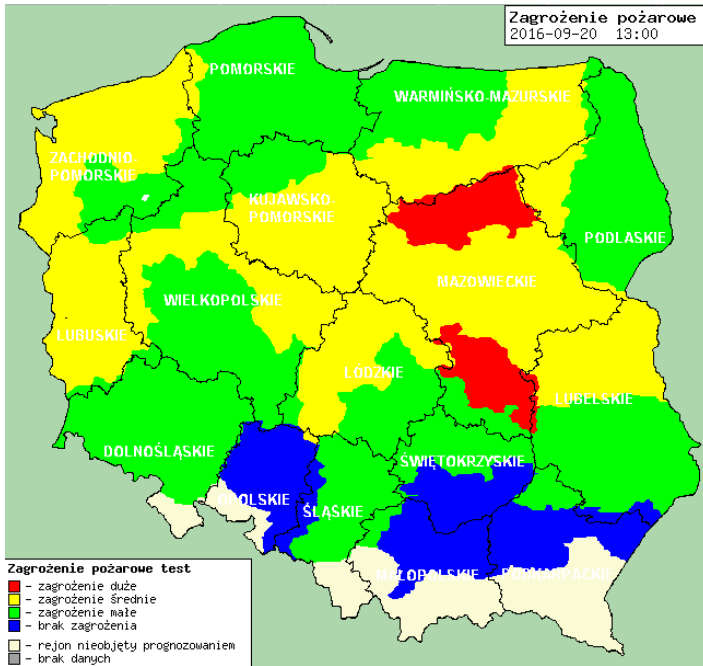 Zagrożenie pożarowe
2016-09-20 13:00
POMORSKIE
WARMIŃSKO-MAZURSKIE
ZACHODNIO-
POMORSKIE
KUJAWSKO-
POMORSKIE
PODLASKIE
MAZOWIECKIE
WIELKOPOLSKIE
LUBUSKIE
ŁÓDZKIE
LUBELSKIE
DOLNOŚLĄSKIE
ŚWIĘTOKRZYSKIE
OPOLSKIE
ŚLĄSKIE
MAŁOPOLSKIE
PODKARPACKIE
Zagrożenie pożarowe test
– zagrożenie duże
– zagrożenie średnie
– zagrożenie małe
– brak zagrożenia
– rejon nieobjęty prognozowaniem
– brak danych